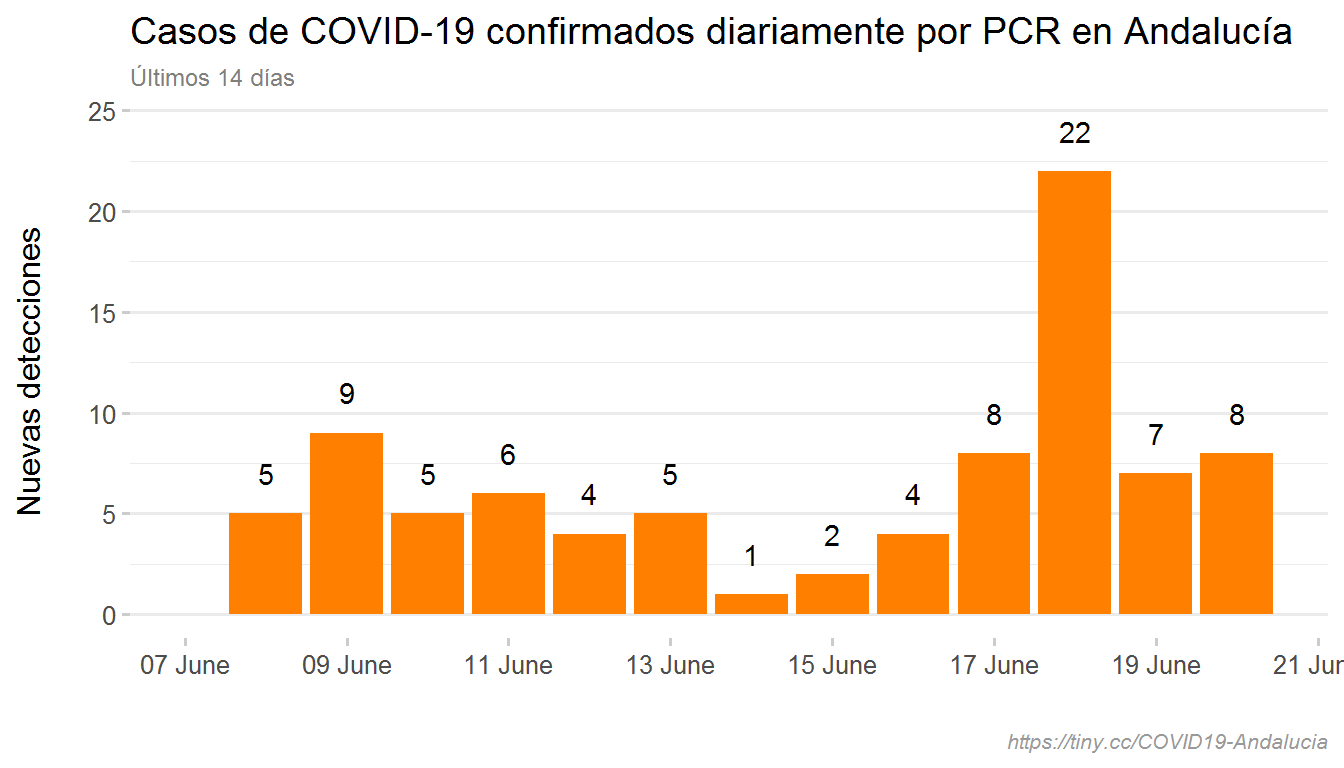 Casos de COVID-19 confirmados diariamente por PCR en Andalucía
Últimos 14 días
Nuevas detecciones
25
20
15
10
5
0
5
9
5
6
4
5
1
2
4
8
22
7
8
07 June
09 June
11 June
13 June
15 June
17 June
19 June
21 Jun
https://tiny.cc/COVID19-Andalucia